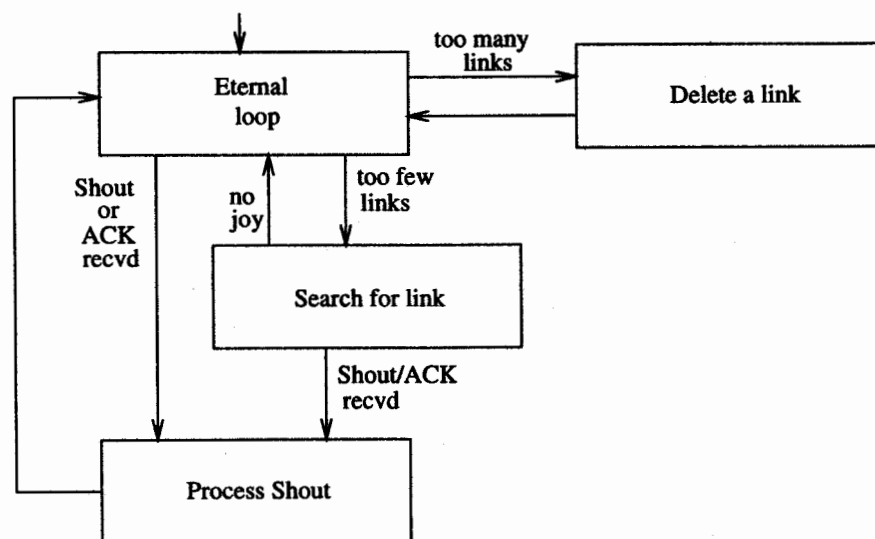 too many
links
Eternal
loop
Delete a link
Shout
or
ACK
recvd
no
joy
too few
links
Search for link
Shout/ACK
recvd
Process Shout